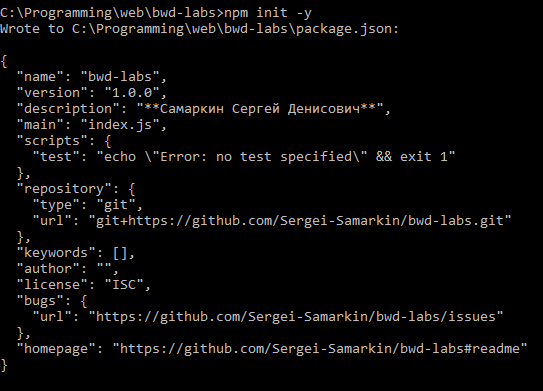 C:\Programming\web\bwd-labs>npm init -y
Wrote to C:\Programming\web\bwd-labs\package.json:
{
"name": "bwd-labs",
"version": "1.0.0",
"description": "**Самаркин Сергей Денисович**",
"main": "index.js",
"scripts": {
"test": "echo \"Error: no test specified\" && exit 1"
},
"repository": {
"type": "git",
"url": "git+https://github.com/Sergei-Samarkin/bwd-labs.git"
},
"keywords": [],
"author": "",
"license": "ISC",
"bugs": {
"url": "https://github.com/Sergei-Samarkin/bwd-labs/issues"
},
"homepage": "https://github.com/Sergei-Samarkin/bwd-labs#readme"
}